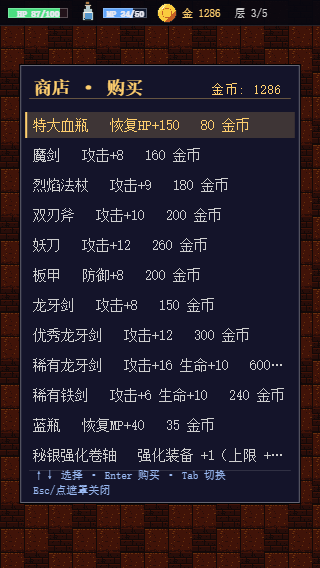 HP 87/100 MP 24/50 金 1286 层 3/5
商店 · 购买 金币: 1286
特大血瓶 恢复HP+150 80 金币
魔剑 攻击+8 160 金币
烈焰法杖 攻击+9 180 金币
双刃斧 攻击+10 200 金币
妖刀 攻击+12 260 金币
板甲 防御+8 200 金币
龙牙剑 攻击+8 150 金币
优秀龙牙剑 攻击+12 300 金币
稀有龙牙剑 攻击+16 生命+10 600…
稀有铁剑 攻击+6 生命+10 240 金币
蓝瓶 恢复MP+40 35 金币
秘银强化卷轴 强化装备 +1（上限 +…
↑↓ 选择 · Enter 购买 · Tab 切换
Esc/点遮罩关闭